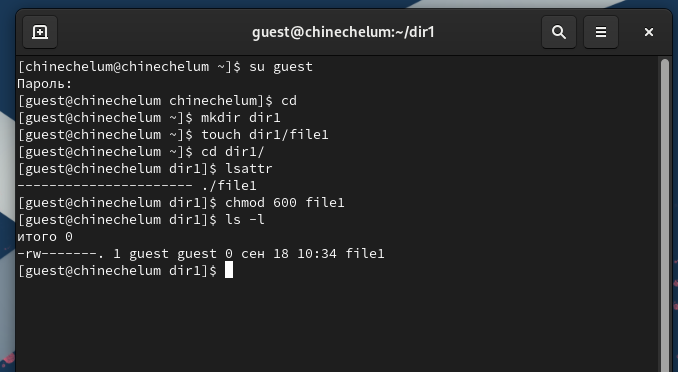 guest@chinechelum:~/dir1
[chinechelum@chinechelum ~]$ su guest
Пароль:
[guest@chinechelum chinechelum]$ cd
[guest@chinechelum ~]$ mkdir dir1
[guest@chinechelum ~]$ touch dir1/file1
[guest@chinechelum ~]$ cd dir1/
[guest@chinechelum dir1]$ lsattr
---------------------- ./file1
[guest@chinechelum dir1]$ chmod 600 file1
[guest@chinechelum dir1]$ ls -l
итого 0
-rw-------. 1 guest guest 0 сен 18 10:34 file1
[guest@chinechelum dir1]$